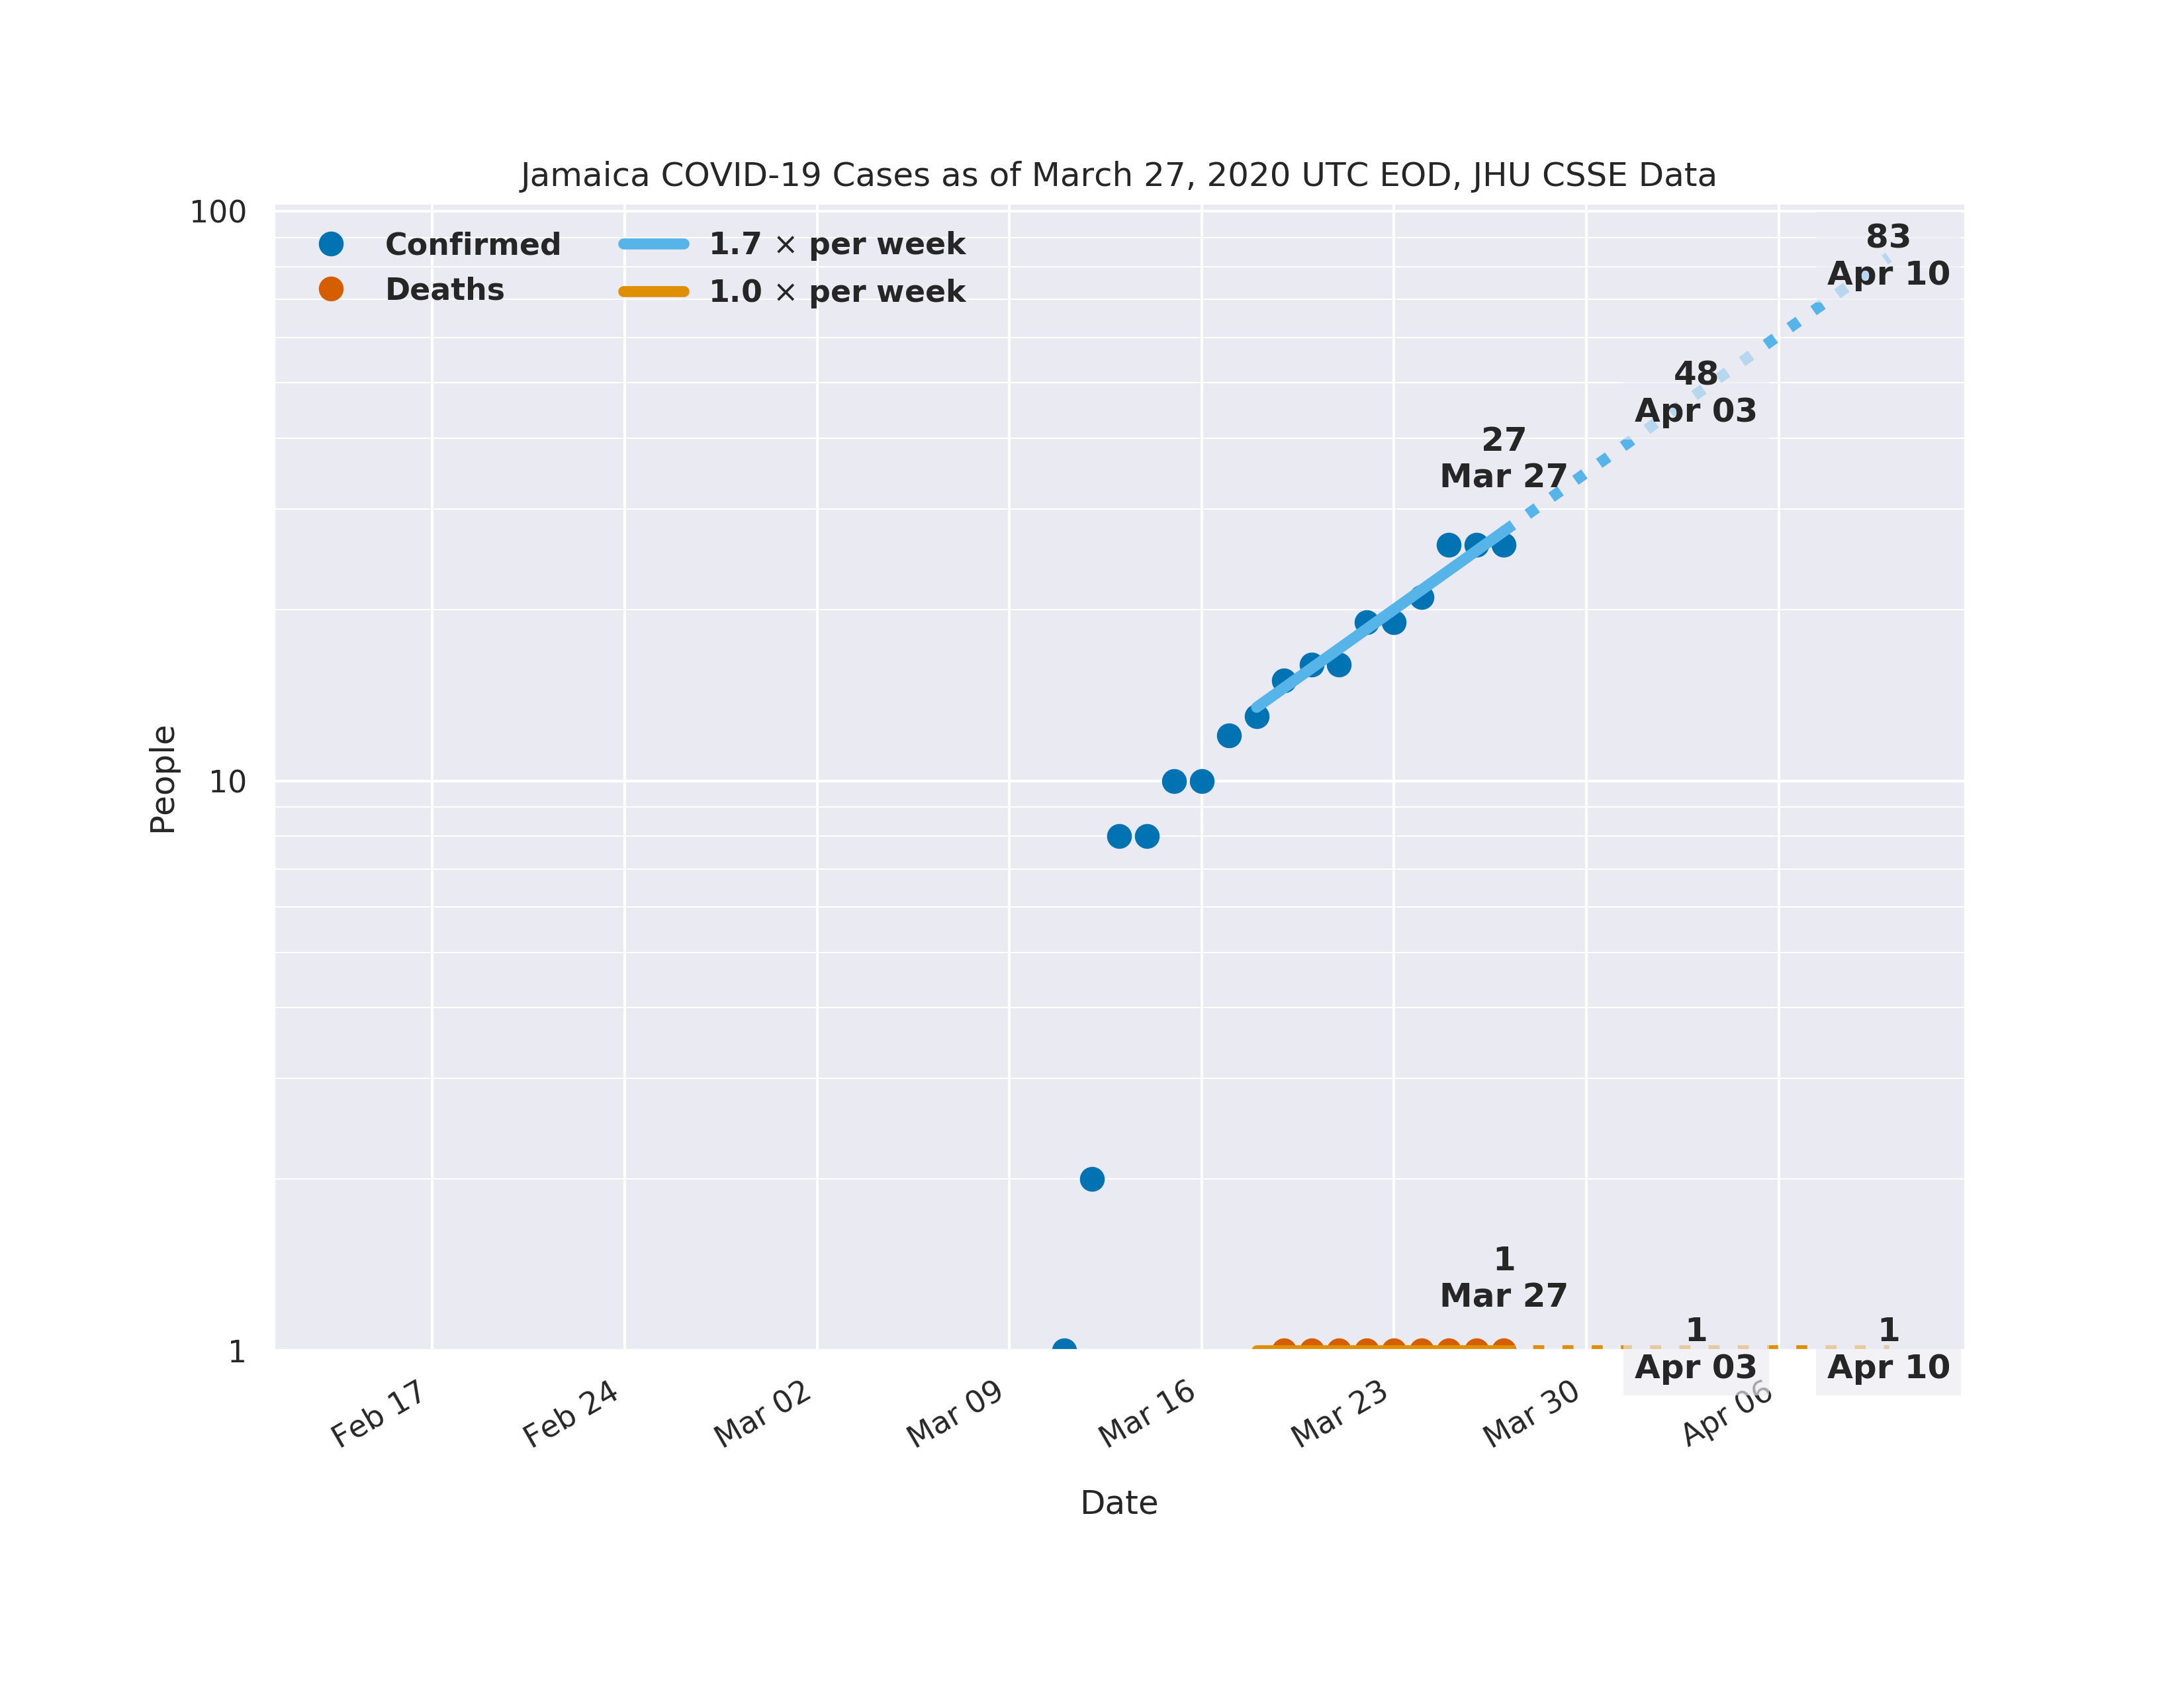 Jamaica COVID-19 Cases as of March 27, 2020 UTC EOD, JHU CSSE Data
100
10
1
People
Confirmed
Deaths
1.7 × per week
1.0 × per week
83
Apr 10
48
Apr 03
27
Mar 27
1
Mar 27
1
Apr 03
1
Apr 10
Feb 17
Feb 24
Mar 02
Mar 09
Mar 16
Mar 23
Mar 30
Apr 06
Date